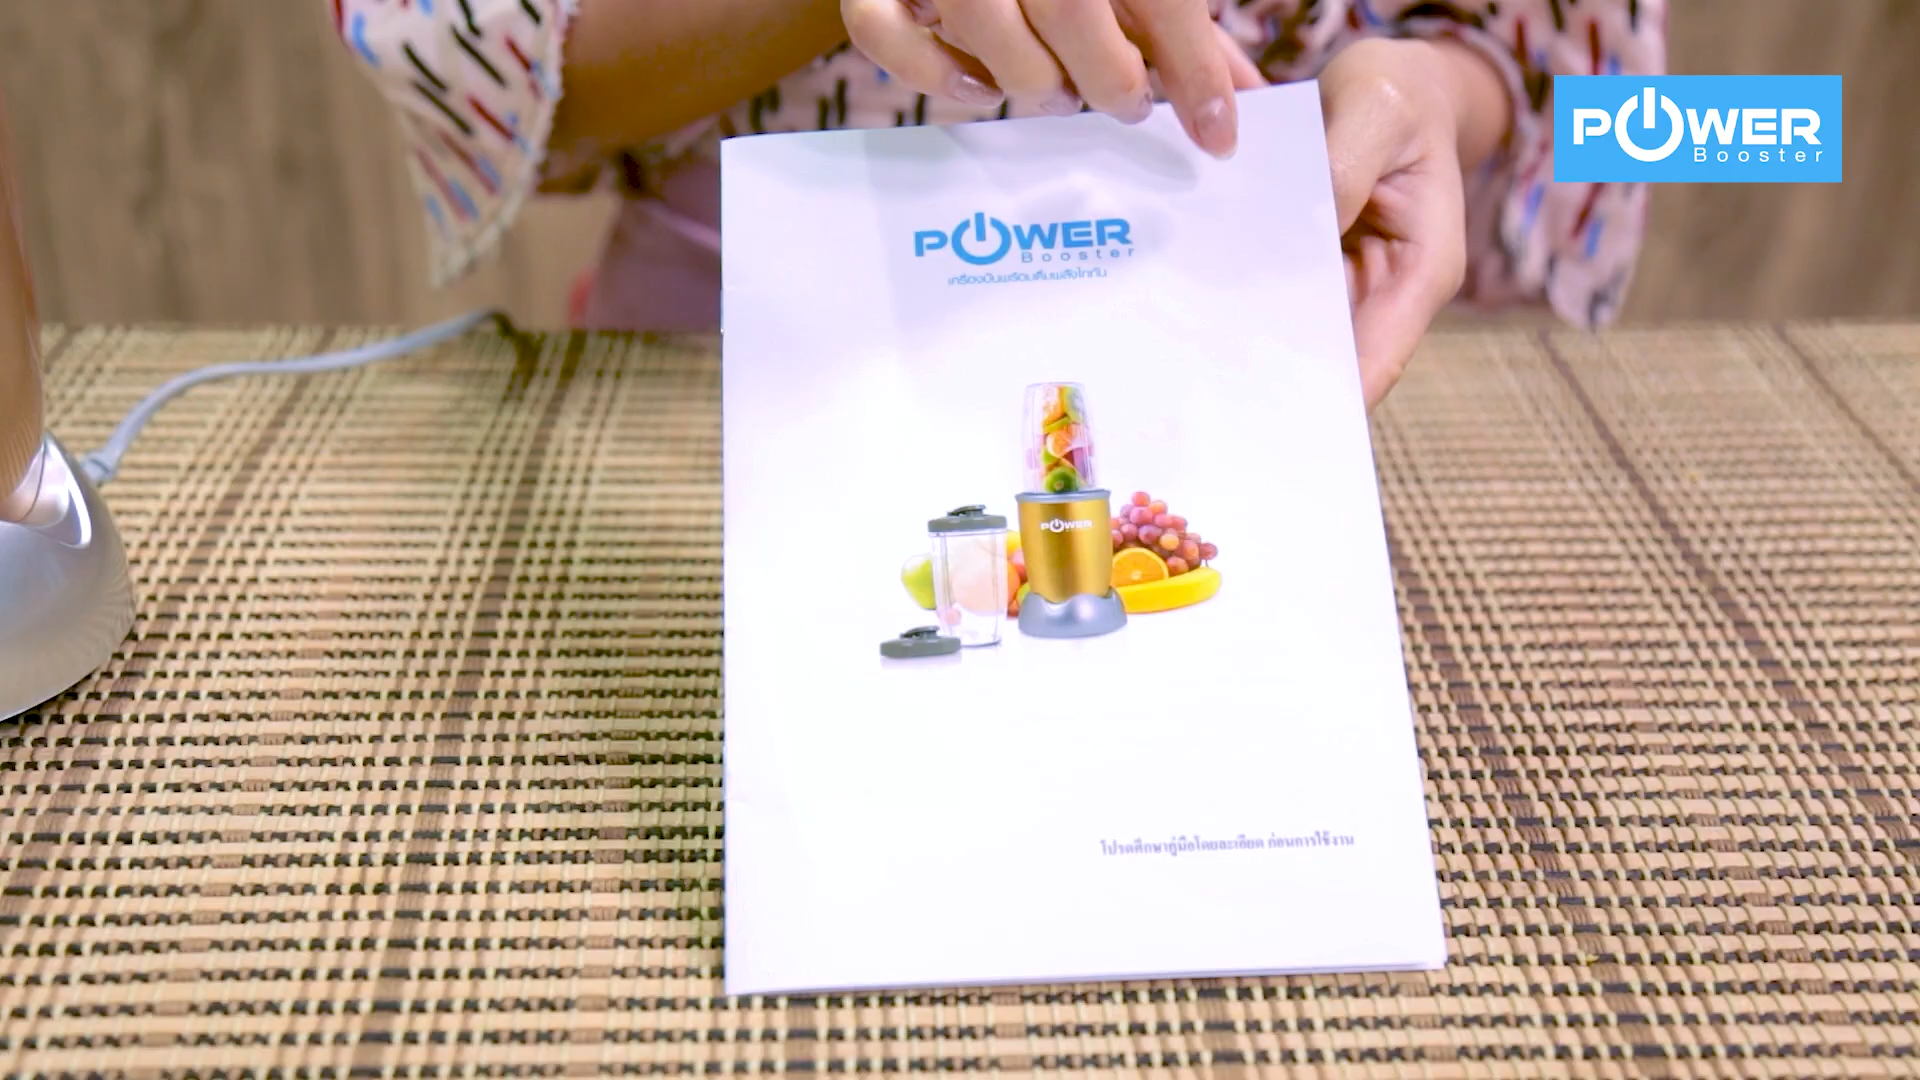 POWER
Booster
POWER
Booster
เครื่องปั่นพร้อมดื่มพลังโทกัน
POWER
โปรดศึกษาคู่มือโดยละเอียด ก่อนการใช้งาน